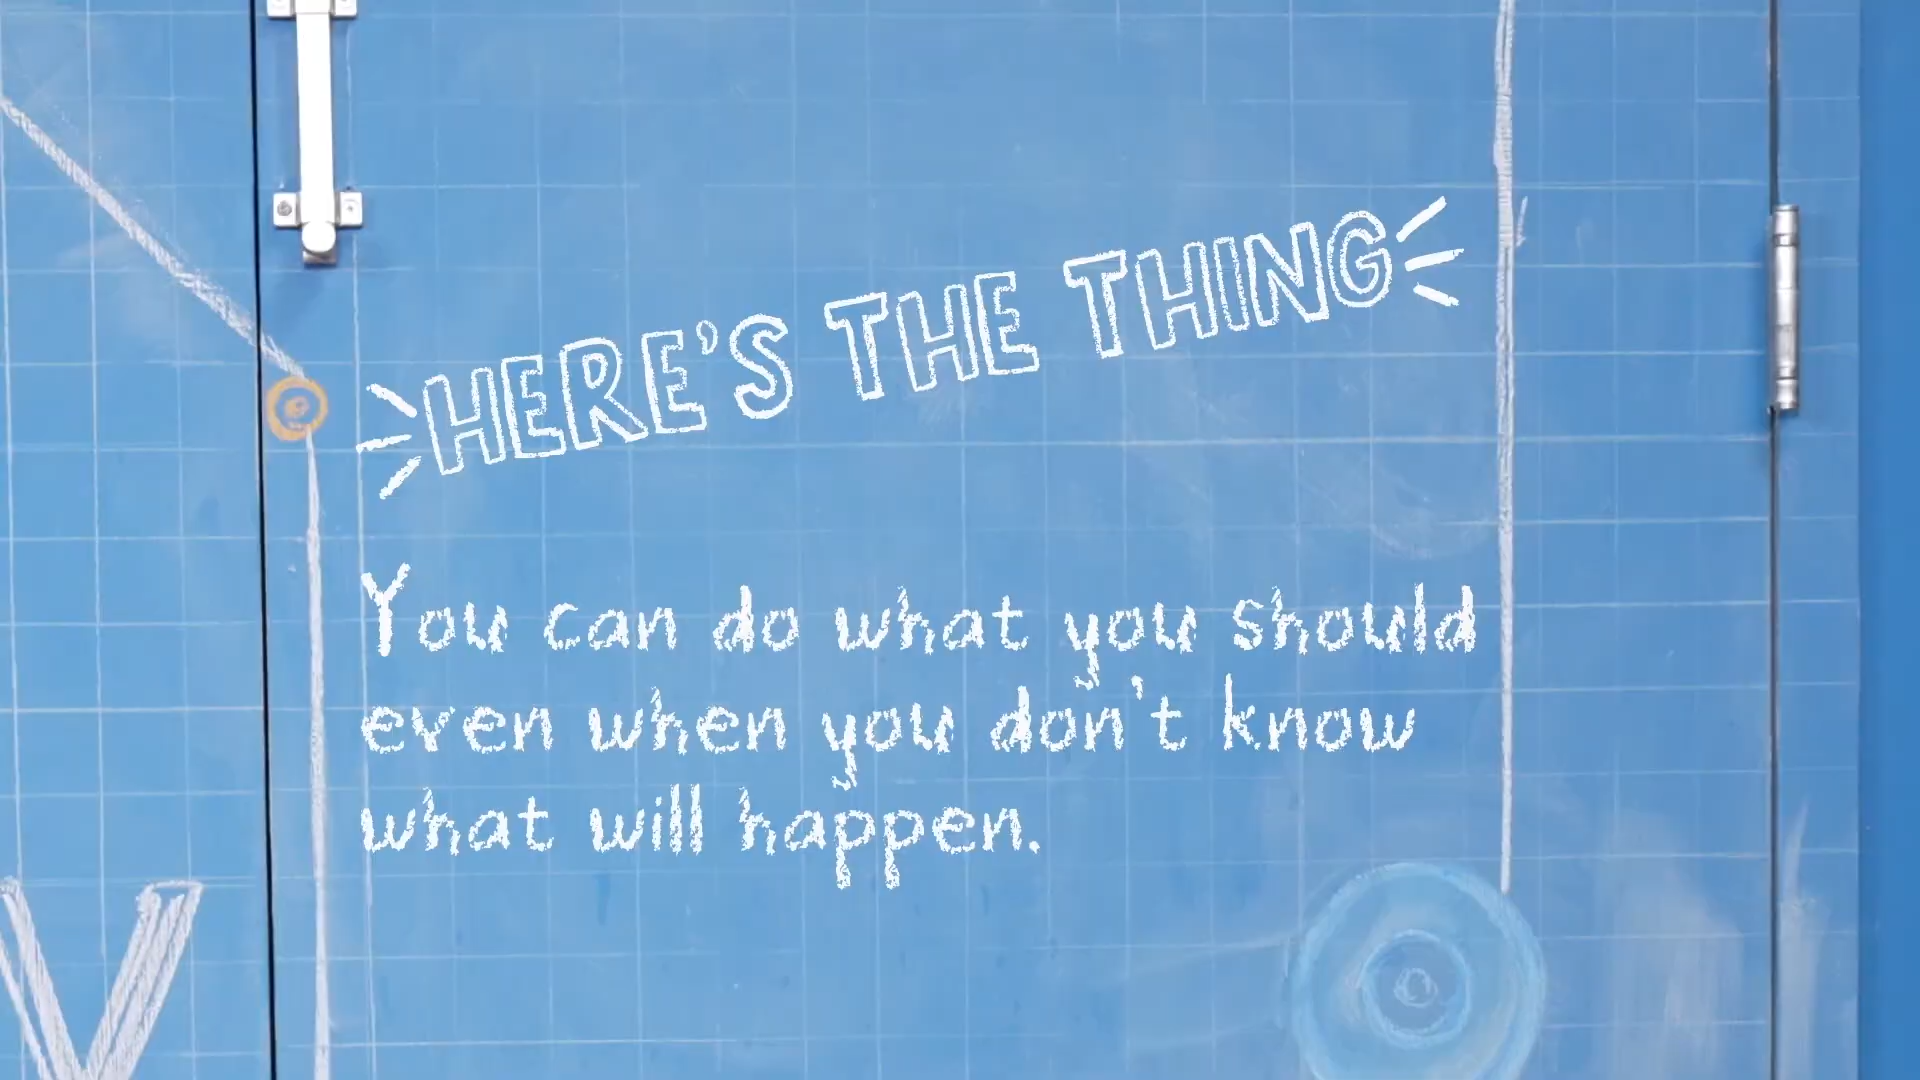 HERE'S THE THING
You can do what you should
even when you don't know
what will happen.